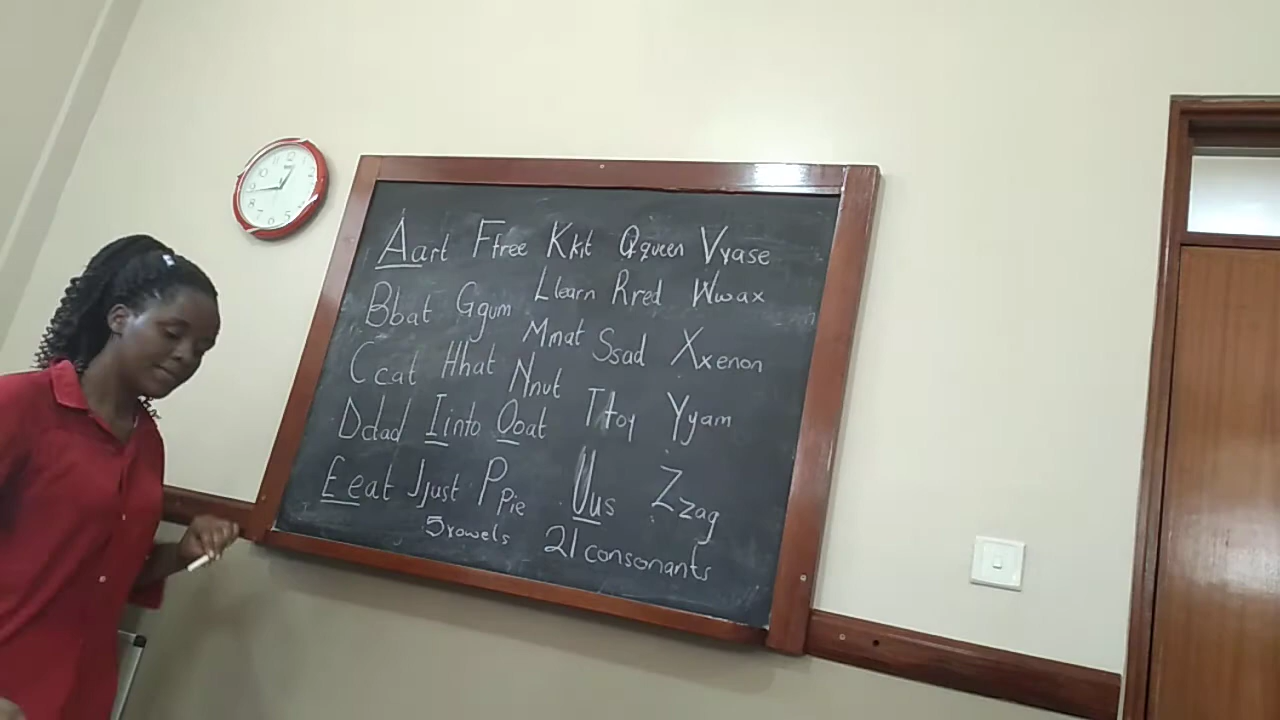 Aart Ffree Kkit Qqueen Vvase
Bbat Ggum Llearn Rred Wwax
Ccat Hhat Mmat Ssad Xxenon
Ddad Iinto Nnut Ttoy Yyam
Eeat Jjust Ooat Uus Zzag
Ppie
5vowels 21consonants